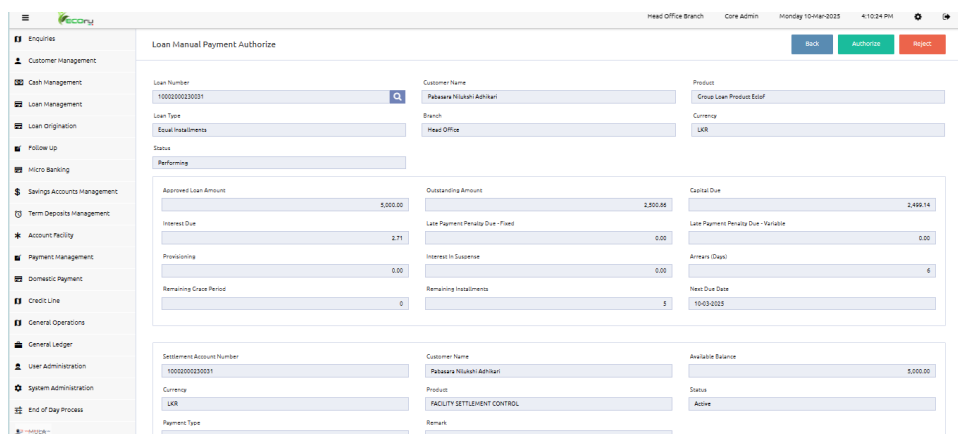 ecory
Head Office Branch Core Admin Monday 10-Mar-2025 4:10:24 PM
Enquiries
Customer Management
Cash Management
Loan Management
Loan Origination
Follow Up
Micro Banking
Savings Accounts Management
Term Deposits Management
Account Facility
Payment Management
Domestic Payment
Credit Line
General Operations
General Ledger
User Administration
System Administration
End of Day Process
Loan Manual Payment Authorize Back Authorize Reject
Loan Number Customer Name Product
10002000230031 Pabasara Nilukshi Adhikari Group Loan Product Eclof
Loan Type Branch Currency
Equal Installments Head Office LKR
Status
Performing
Approved Loan Amount Outstanding Amount Capital Due
5,000.00 2,500.86 2,499.14
Interest Due Late Payment Penalty Due - Fixed Late Payment Penalty Due - Variable
2.71 0.00 0.00
Provisioning Interest In Suspense Arrears (Days)
0.00 0.00 6
Remaining Grace Period Remaining Installments Next Due Date
0 5 10-03-2025
Settlement Account Number Customer Name Available Balance
10002000230031 Pabasara Nilukshi Adhikari 5,000.00
Currency Product Status
LKR FACILITY SETTLEMENT CONTROL Active
Payment Type Remark